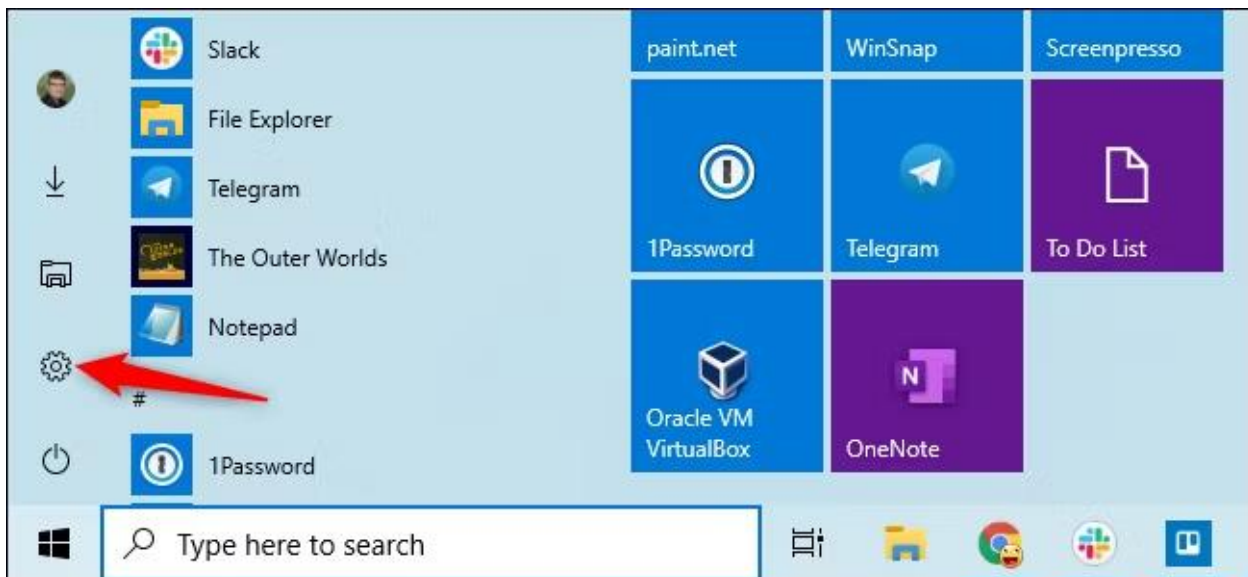 Slack
File Explorer
Telegram
The Outer Worlds
Notepad
#
1Password
paint.net
WinSnap
Screenpresso
1Password
Telegram
To Do List
Oracle VM
VirtualBox
N
OneNote
Type here to search